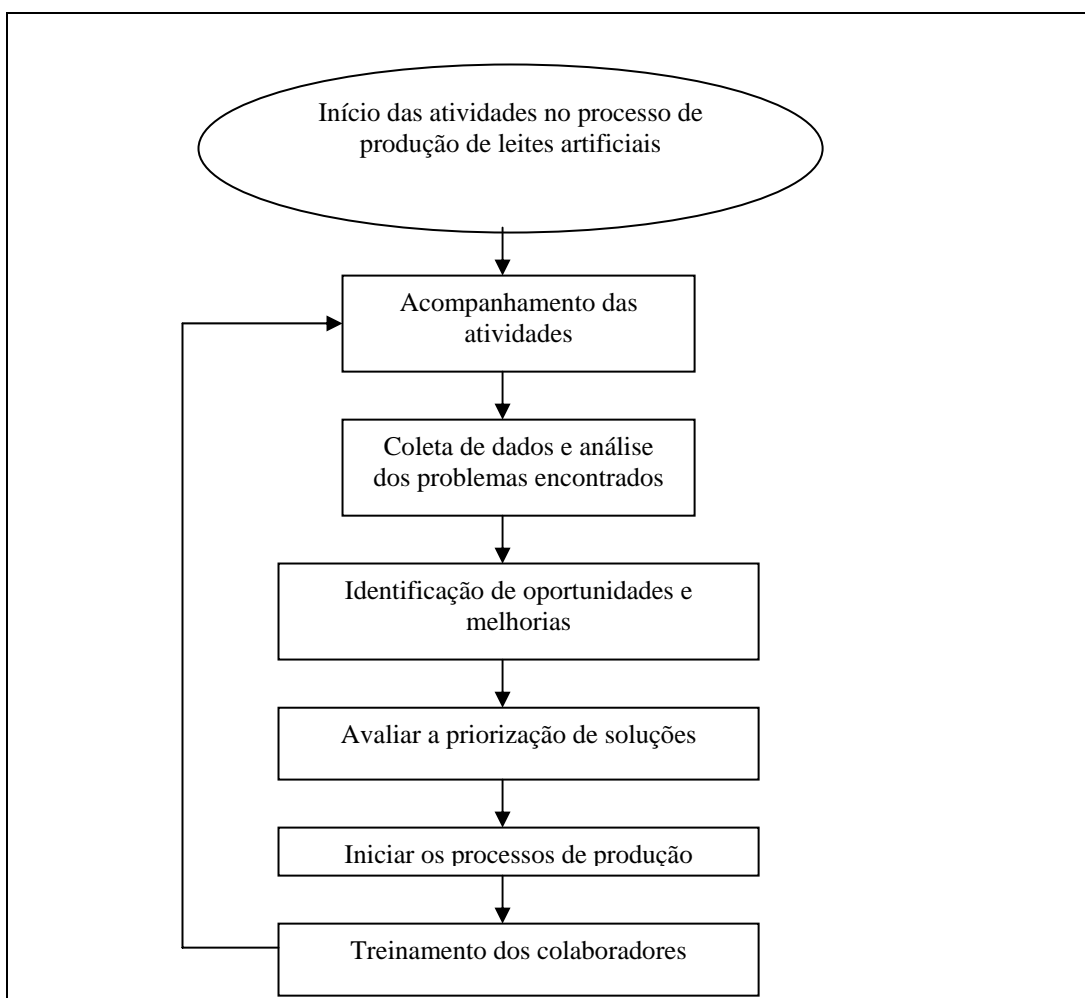 Início das atividades no processo de
produção de leites artificiais
Acompanhamento das
atividades
Coleta de dados e análise
dos problemas encontrados
Identificação de oportunidades e
melhorias
Avaliar a priorização de soluções
Iniciar os processos de produção
Treinamento dos colaboradores